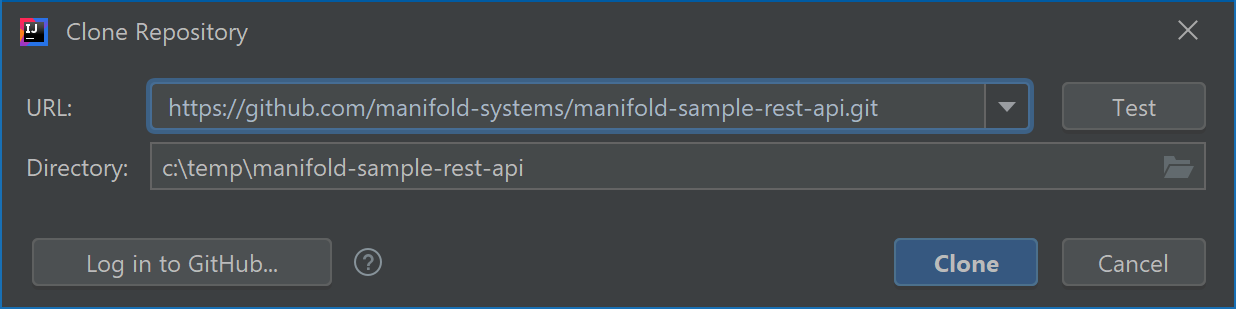 IJ Clone Repository
URL: https://github.com/manifold-systems/manifold-sample-rest-api.git Test
Directory: c:\temp\manifold-sample-rest-api
Log in to GitHub... ? Clone Cancel